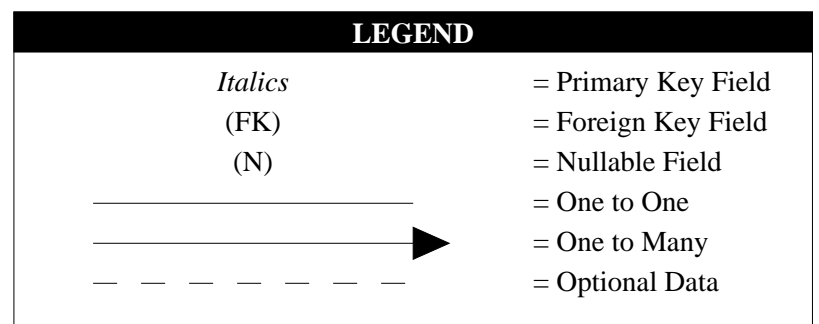 LEGEND
Italics = Primary Key Field
(FK) = Foreign Key Field
(N) = Nullable Field
= One to One
= One to Many
= Optional Data